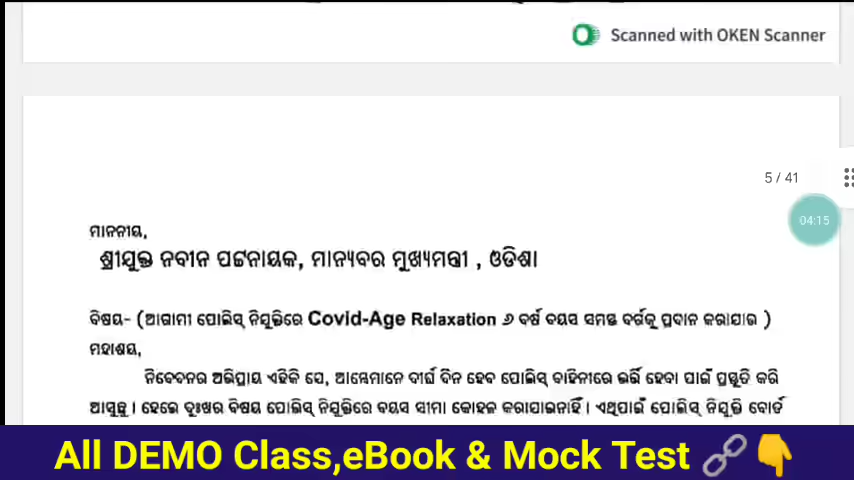 Scanned with OKEN Scanner
5 / 41
04:15
ମାନନୀୟ,
ଶ୍ରୀଯୁକ୍ତ ନବୀନ ପଟ୍ଟନାୟକ, ମାନ୍ୟବର ମୁଖ୍ୟମନ୍ତ୍ରୀ , ଓଡିଶା
ବିଷୟ- (ଆଗାମୀ ପୋଲିସ୍ ନିଯୁକ୍ତିରେ Covid-Age Relaxation ୬ ବର୍ଷ ବୟସ ସମସ୍ତ ବର୍ଗକୁ ପ୍ରଦାନ କରାଯାଉ )
ମହାଶୟ,
ନିବେଦନର ଅଭିପ୍ରାୟ ଏହିକି ଯେ, ଆମ୍ଭେମାନେ ଦୀର୍ଘ ଦିନ ହେବ ପୋଲିସ୍ ବାହିନୀରେ ଭର୍ତ୍ତି ହେବା ପାଇଁ ପ୍ରସ୍ତୁତି କରି
ଆସୁଛୁ । ହେଲେ ଦୁଃଖର ବିଷୟ ପୋଲିସ୍ ନିଯୁକ୍ତିରେ ବୟସ ସୀମା କୋହଳ କରାଯାଇନାହିଁ । ଏଥିପାଇଁ ପୋଲିସ୍ ନିଯୁକ୍ତି ବୋର୍ଡ
All DEMO Class,eBook & Mock Test